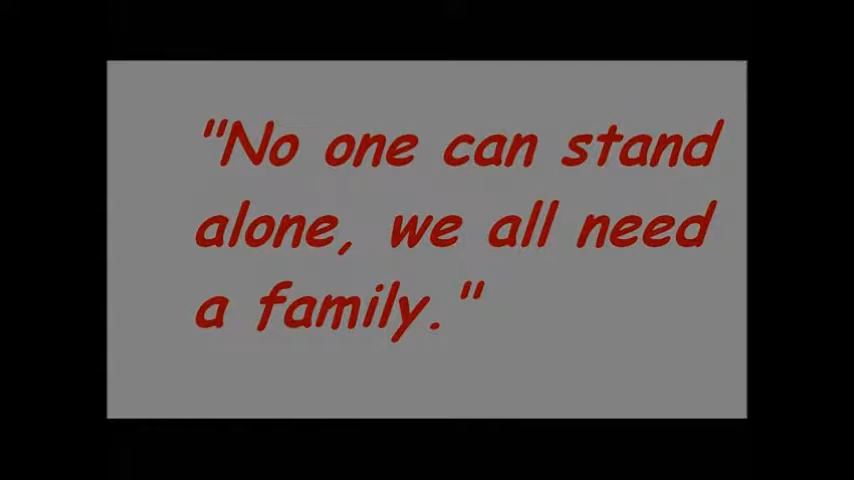 "No one can stand
alone, we all need
a family."